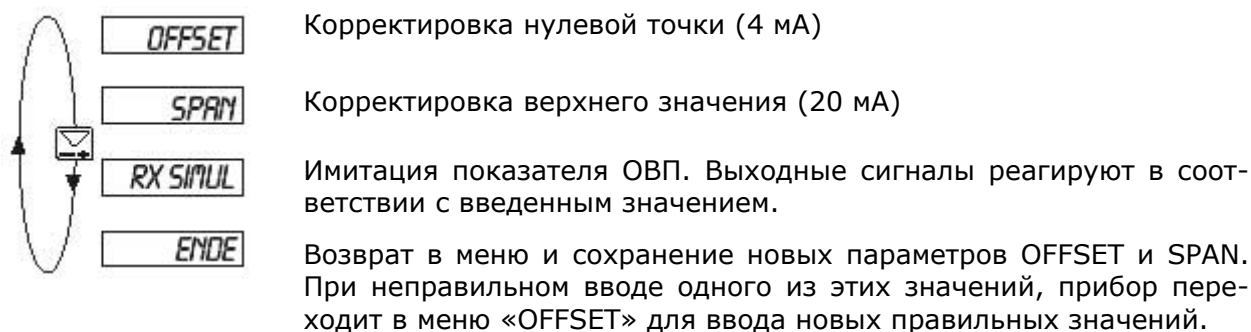 OFFSET
Корректировка нулевой точки (4 мА)
SPAN
Корректировка верхнего значения (20 мА)
RX SIMUL
Имитация показателя ОВП. Выходные сигналы реагируют в соот-
ветствии с введенным значением.
ENDE
Возврат в меню и сохранение новых параметров OFFSET и SPAN.
При неправильном вводе одного из этих значений, прибор пере-
ходит в меню «OFFSET» для ввода новых правильных значений.